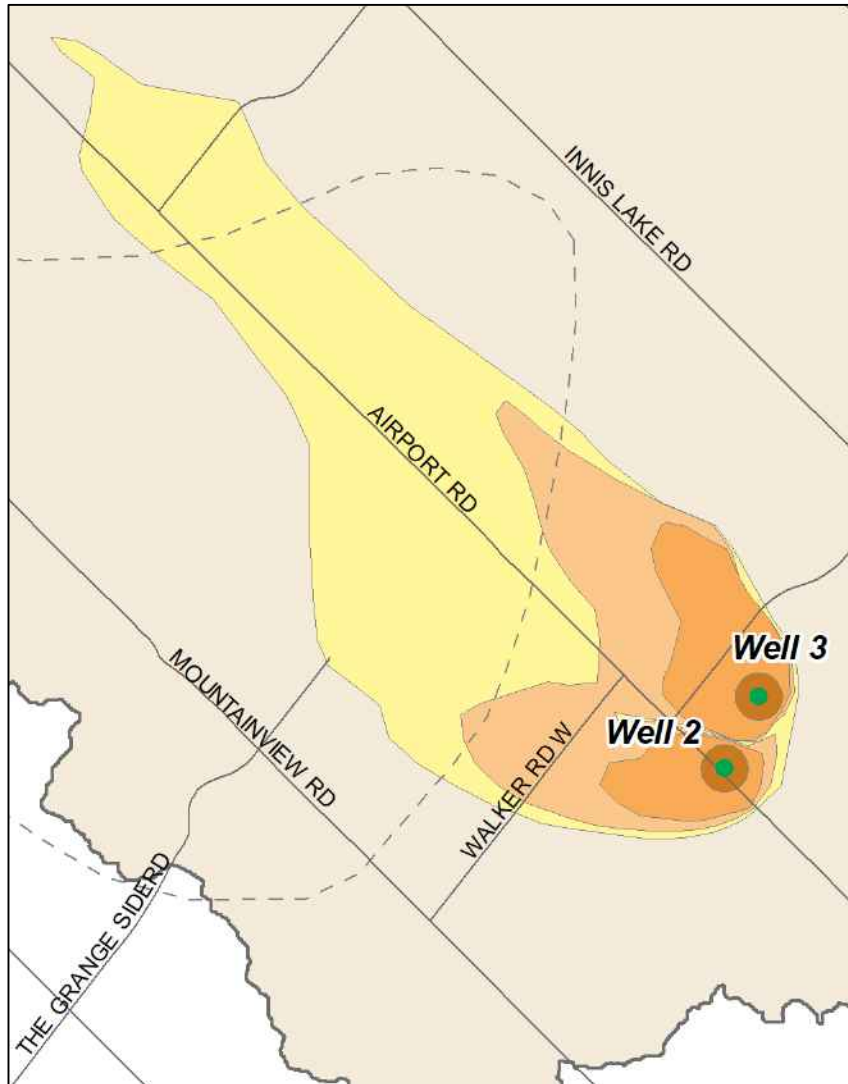 INNIS LAKE RD
AIRPORT RD
Well 3
MOUNTAINVIEW RD
Well 2
WALKER RD W
THE GRANGE SIDERD